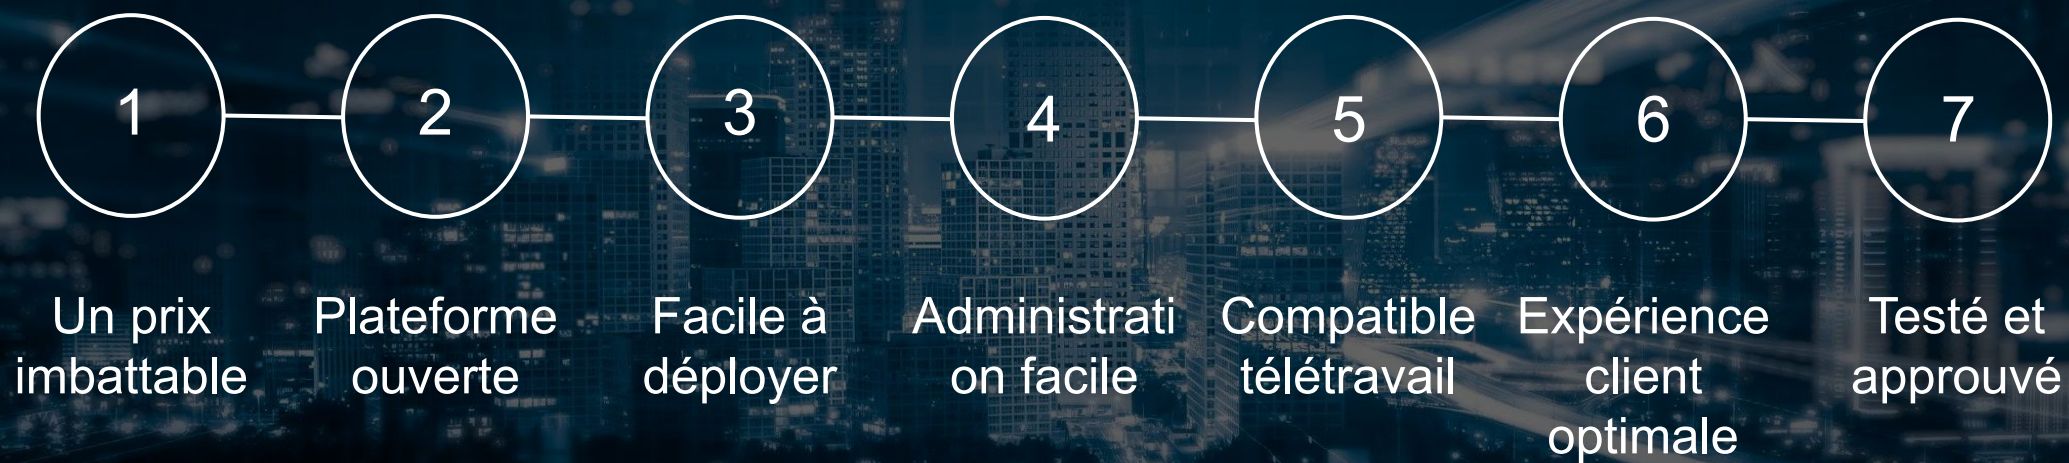 1
2
3
4
5
6
7
Un prix
imbattable
Plateforme
ouverte
Facile à
déployer
Administrati
on facile
Compatible
télétravail
Expérience
client
optimale
Testé et
approuvé